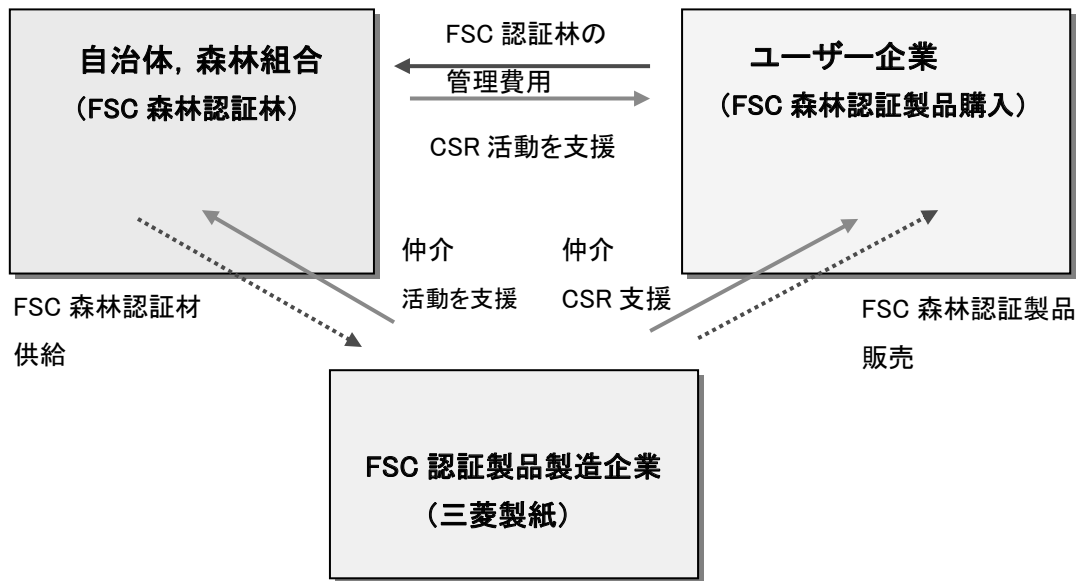 自治体，森林組合
（FSC 森林認証林）
FSC 認証林の
管理費用
CSR 活動を支援
ユーザー企業
（FSC 森林認証製品購入）
FSC 森林認証材
供給
仲介
活動を支援
仲介
CSR 支援
FSC 森林認証製品
販売
FSC 認証製品製造企業
（三菱製紙）